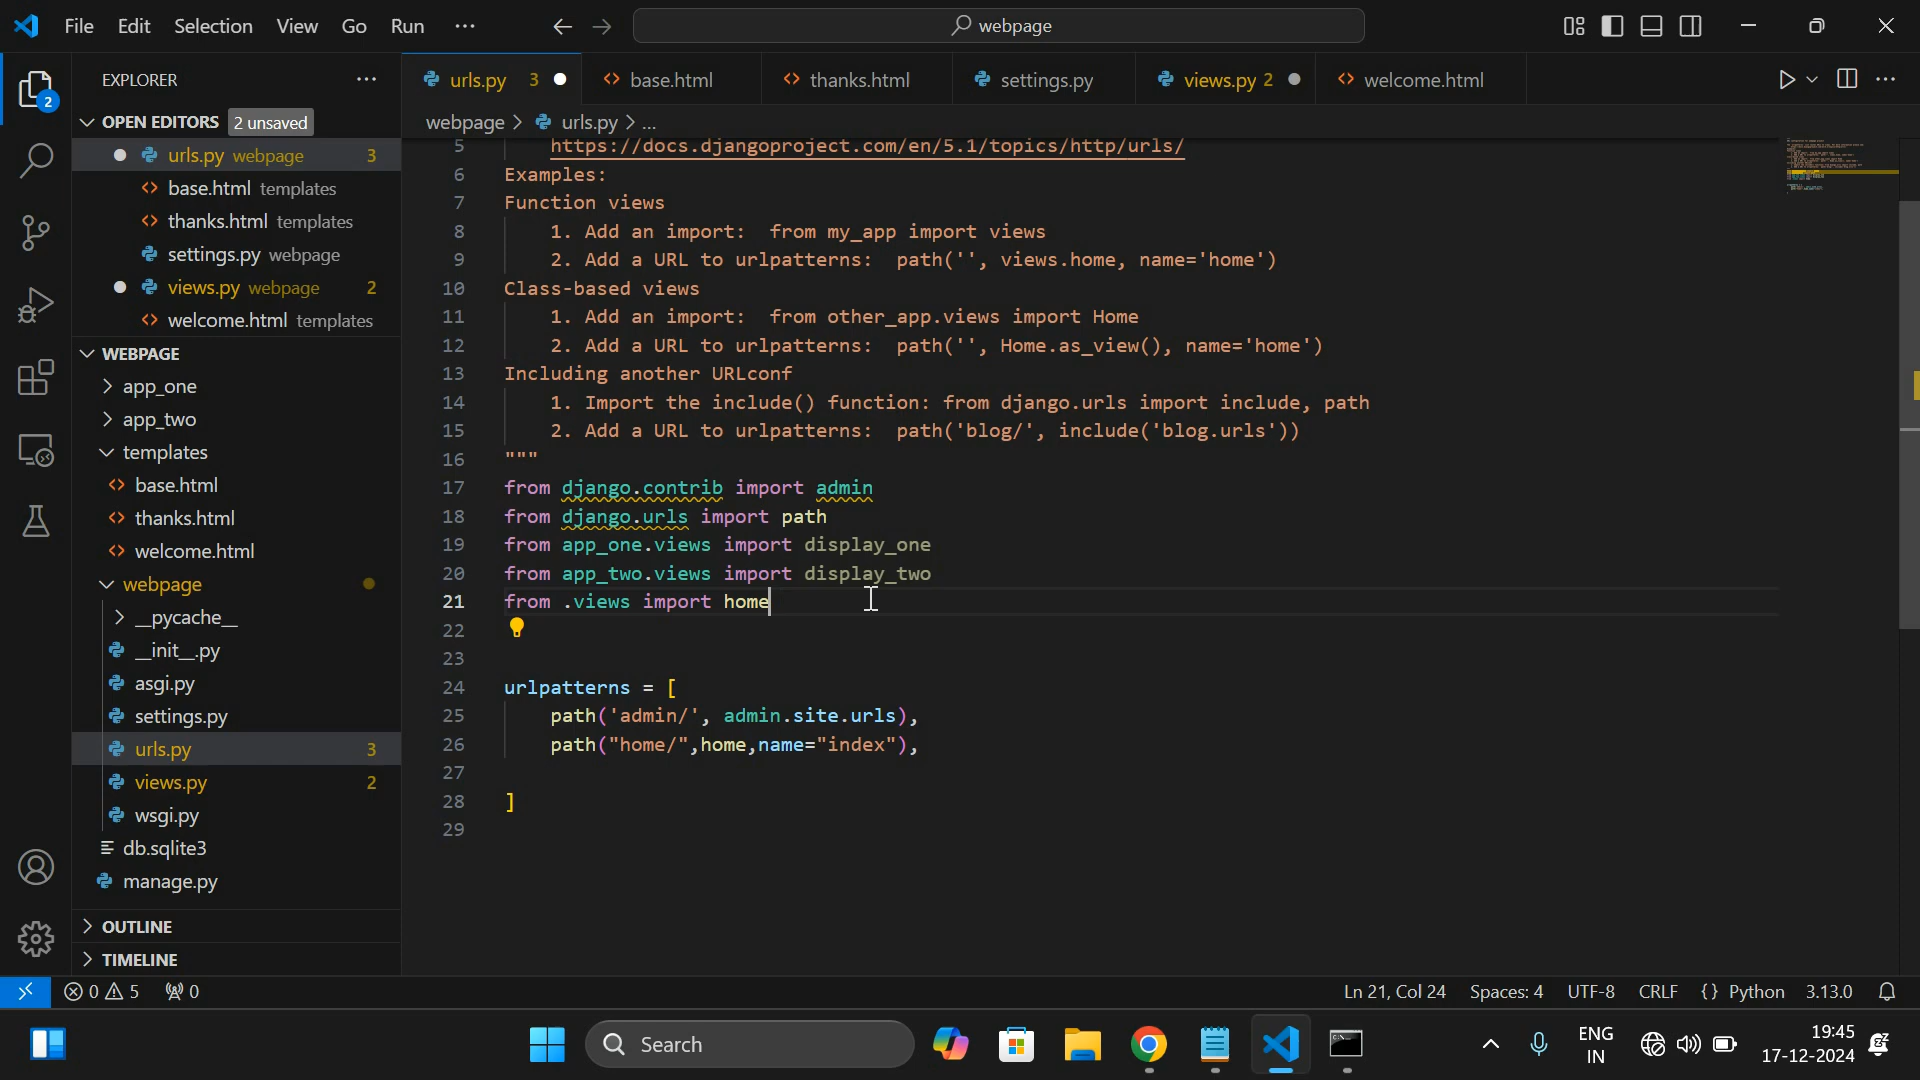 File Edit Selection View Go Run ··· webpage
EXPLORER ···
OPEN EDITORS 2 unsaved
urls.py webpage 3
base.html templates
thanks.html templates
settings.py webpage
views.py webpage 2
welcome.html templates
WEBPAGE
app_one
app_two
templates
base.html
thanks.html
welcome.html
webpage
__pycache__
__init__.py
asgi.py
settings.py
urls.py 3
views.py 2
wsgi.py
db.sqlite3
manage.py
OUTLINE
TIMELINE
2
urls.py 3 base.html thanks.html settings.py views.py 2 welcome.html
webpage > urls.py > ...
5 https://docs.djangoproject.com/en/5.1/topics/http/urls/
6 Examples:
7 Function views
8 1. Add an import:  from my_app import views
9 2. Add a URL to urlpatterns:  path('', views.home, name='home')
10 Class-based views
11 1. Add an import:  from other_app.views import Home
12 2. Add a URL to urlpatterns:  path('', Home.as_view(), name='home')
13 Including another URLconf
14 1. Import the include() function: from django.urls import include, path
15 2. Add a URL to urlpatterns:  path('blog/', include('blog.urls'))
16 """
17 from django.contrib import admin
18 from django.urls import path
19 from app_one.views import display_one
20 from app_two.views import display_two
21 from .views import home
22
23
24 urlpatterns = [
25 path('admin/', admin.site.urls),
26 path("home/",home,name="index"),
27
28 ]
29
0 5 0 Ln 21, Col 24 Spaces: 4 UTF-8 CRLF {} Python 3.13.0
Search ENG IN 19:45 17-12-2024